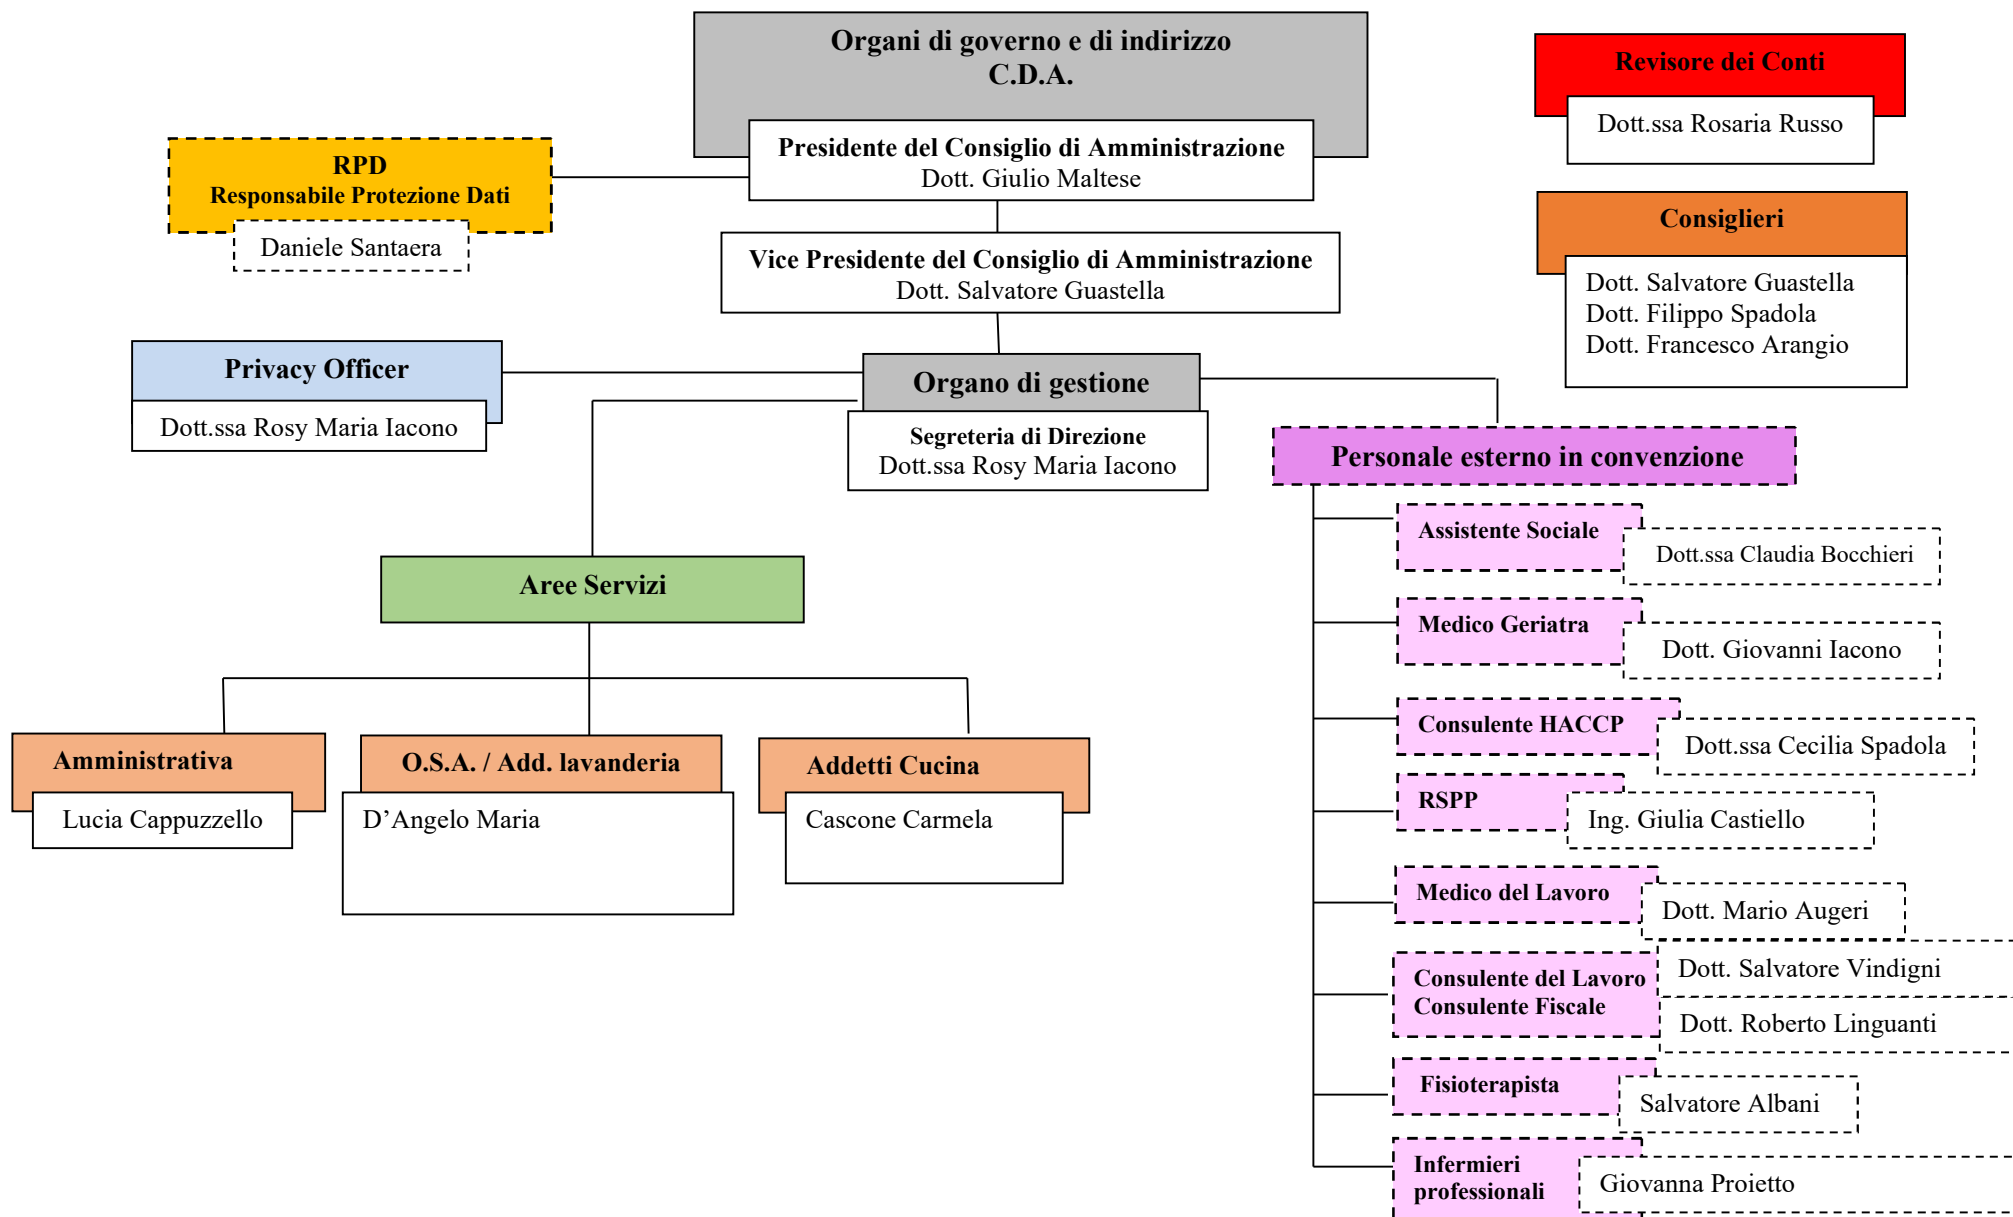 Organi di governo e di indirizzo
C.D.A.
Presidente del Consiglio di Amministrazione
Dott. Giulio Maltese
Revisore dei Conti
Dott.ssa Rosaria Russo
RPD
Responsabile Protezione Dati
Daniele Santaera
Vice Presidente del Consiglio di Amministrazione
Dott. Salvatore Guastella
Consiglieri
Dott. Salvatore Guastella
Dott. Filippo Spadola
Dott. Francesco Arangio
Privacy Officer
Dott.ssa Rosy Maria Iacono
Organo di gestione
Segreteria di Direzione
Dott.ssa Rosy Maria Iacono
Personale esterno in convenzione
Assistente Sociale
Dott.ssa Claudia Bocchieri
Medico Geriatra
Dott. Giovanni Iacono
Consulente HACCP
Dott.ssa Cecilia Spadola
RSPP
Ing. Giulia Castiello
Medico del Lavoro
Dott. Mario Augeri
Consulente del Lavoro
Consulente Fiscale
Dott. Salvatore Vindigni
Dott. Roberto Linguanti
Fisioterapista
Salvatore Albani
Infermieri
professionali
Giovanna Proietto
Aree Servizi
Amministrativa
Lucia Cappuzzello
O.S.A. / Add. lavanderia
D’Angelo Maria
Addetti Cucina
Cascone Carmela